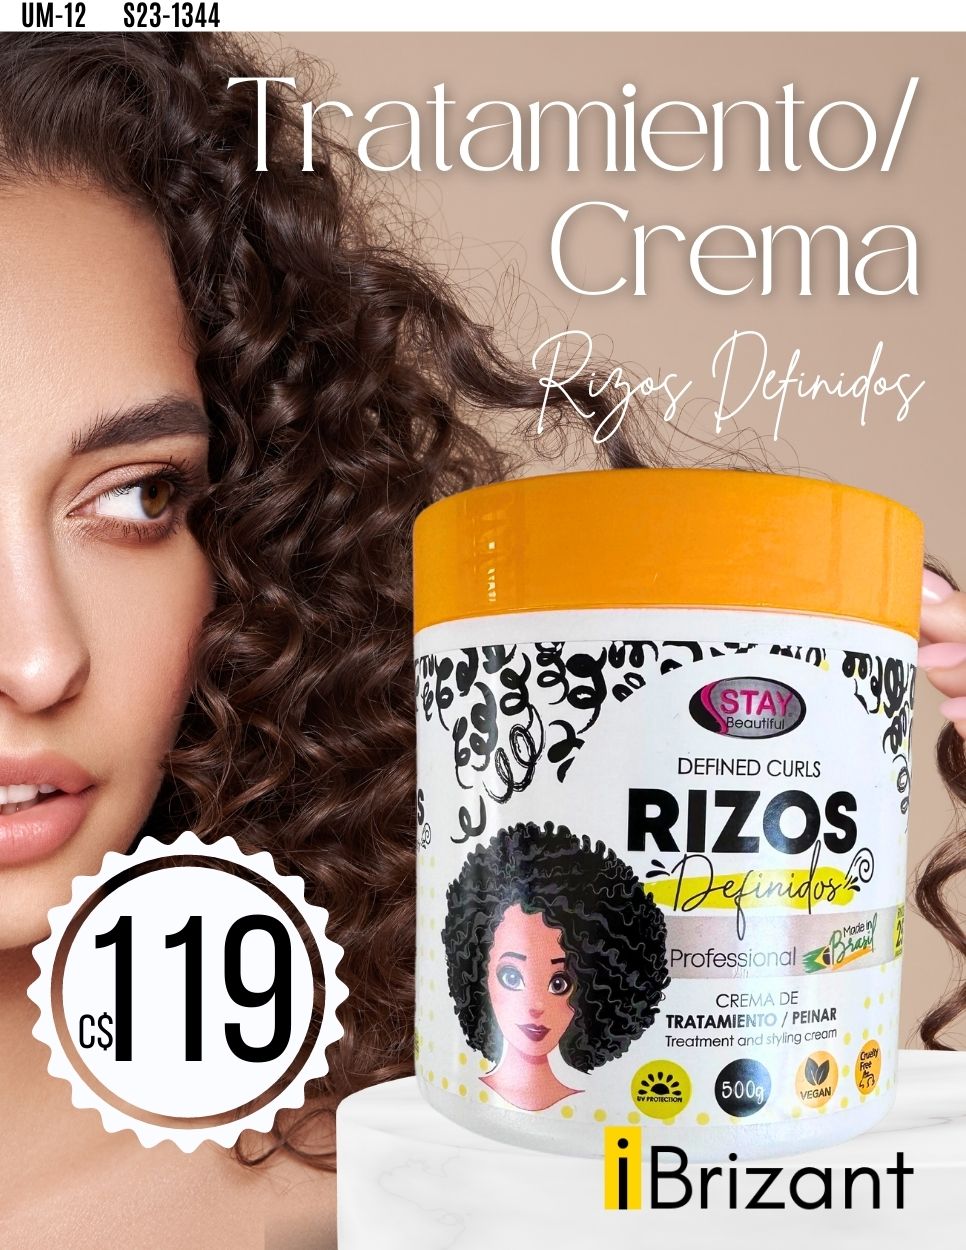 UM-12 S23-1344
Tratamiento/
Crema
Rizos Definidos
STAY
Beautiful
DEFINED CURLS
RIZOS
Definidos
Professional
Made in
Brasil
CREMA DE
TRATAMIENTO / PEINAR
Treatment and styling cream
UV PROTECTION
500g
VEGAN
Cruelty
Free
C$119
iBrizant